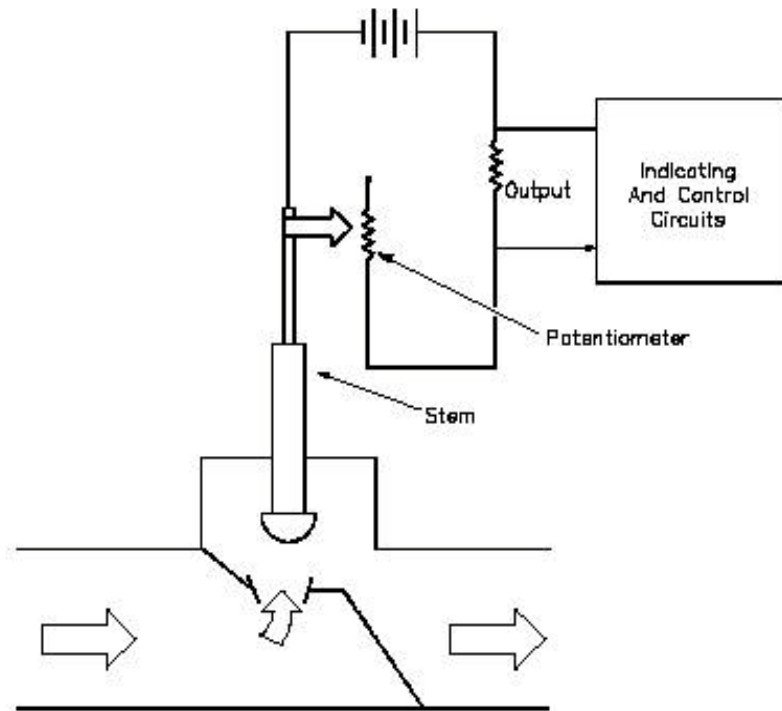 Indicating
And Control
Circuits
Output
Potentiometer
Stem